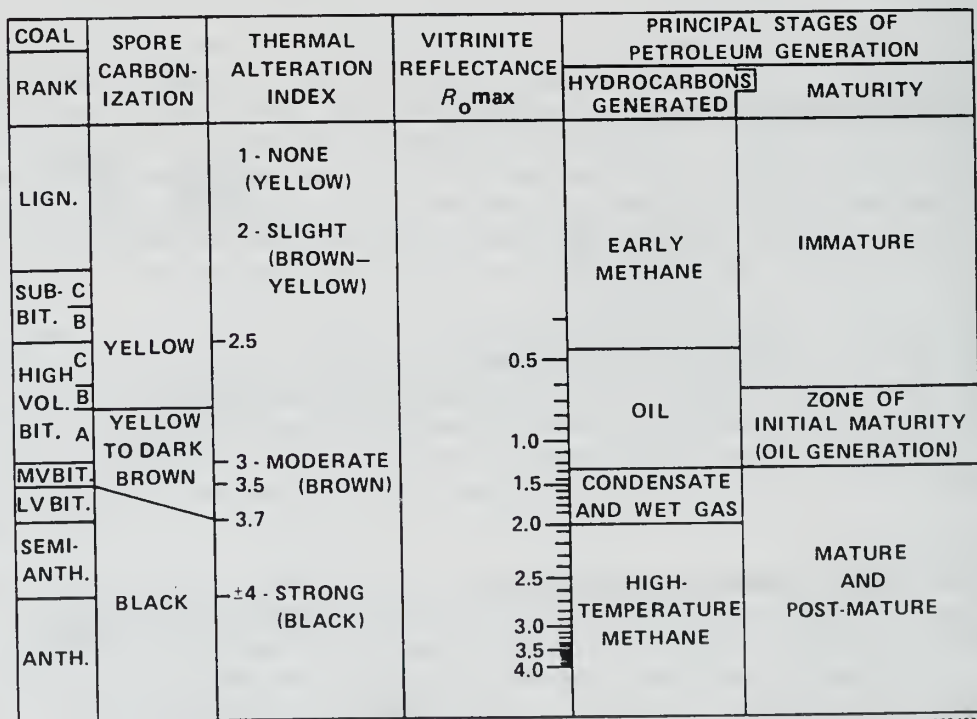 COAL
RANK
SPORE
CARBON-
IZATION
THERMAL
ALTERATION
INDEX
VITRINITE
REFLECTANCE
Romax
PRINCIPAL STAGES OF
PETROLEUM GENERATION
HYDROCARBONS
GENERATED
MATURITY
LIGN.
SUB- C
BIT. B
HIGH C
VOL. B
BIT. A
MVBIT.
LV BIT.
SEMI-
ANTH.
ANTH.
YELLOW
YELLOW
TO DARK
BROWN
BLACK
1 - NONE
(YELLOW)
2 - SLIGHT
(BROWN–
YELLOW)
2.5
3 - MODERATE
3.5 (BROWN)
3.7
±4 - STRONG
(BLACK)
0.5
1.0
1.5
2.0
2.5
3.0
3.5
4.0
EARLY
METHANE
OIL
CONDENSATE
AND WET GAS
HIGH-
TEMPERATURE
METHANE
IMMATURE
ZONE OF
INITIAL MATURITY
(OIL GENERATION)
MATURE
AND
POST-MATURE